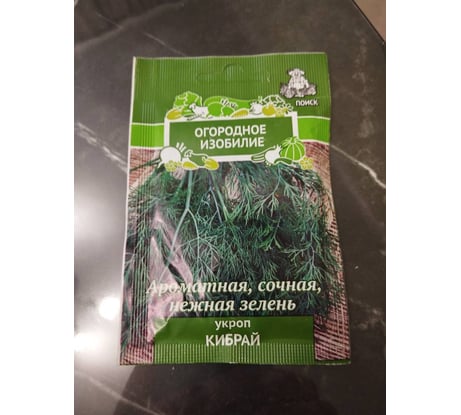 ПОИСК
ОГОРОДНОЕ
ИЗОБИЛИЕ
Ароматная, сочная,
нежная зелень
укроп
КИБРАЙ